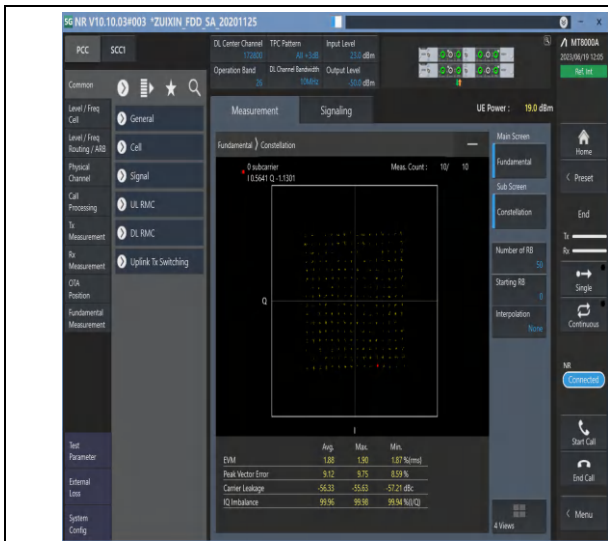 5G NR V10.10.03#003 *ZUIXIN_FDD_SA_20201125
PCC
SCC1
DL Center Channel
173800
TPC Pattern
All +3dB
Input Level
23.0 dBm
Operation Band
26
DL Channel Bandwidth
10MHz
Output Level
-50.0 dBm
MT8000A
2023/06/19 12:05
Ref. Int
Common
Level / Freq
Cell
Level / Freq
Routing / ARB
Physical
Channel
Call
Processing
Tx
Measurement
Rx
Measurement
OTA
Position
Fundamental
Measurement
Test
Parameter
External
Loss
System
Config
General
Cell
Signal
UL RMC
DL RMC
Uplink Tx Switching
Measurement
Signaling
UE Power : 19.0 dBm
Fundamental ⟩ Constellation
0 subcarrier
I 0.5641 Q -1.1301
Meas. Count : 10/ 10
Q
I
Avg. Max. Min.
EVM 1.88 1.90 1.87 %(rms)
Peak Vector Error 9.12 9.75 8.59 %
Carrier Leakage -56.33 -55.63 -57.21 dBc
IQ Imbalance 99.96 99.98 99.94 %(I/Q)
Main Screen
Fundamental
Sub Screen
Constellation
Number of RB
50
Starting RB
0
Interpolation
None
4 Views
Home
Preset
End
Tx
Rx
Single
Continuous
NR
Connected
Start Call
End Call
Menu